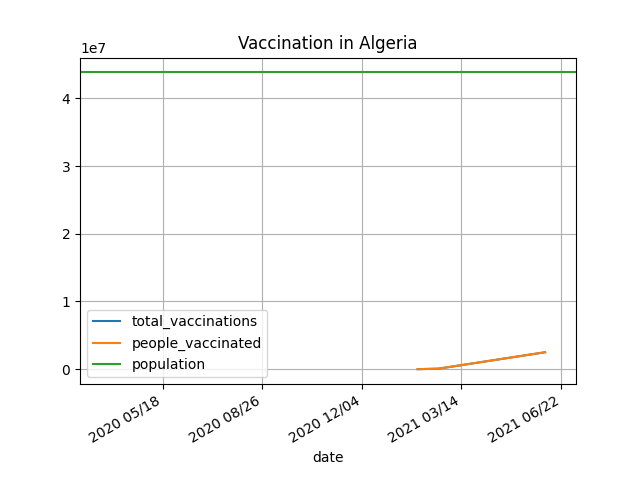 Vaccination in Algeria
1e7
4
3
2
1
0
total_vaccinations
people_vaccinated
population
2020 05/18
2020 08/26
2020 12/04
2021 03/14
2021 06/22
date